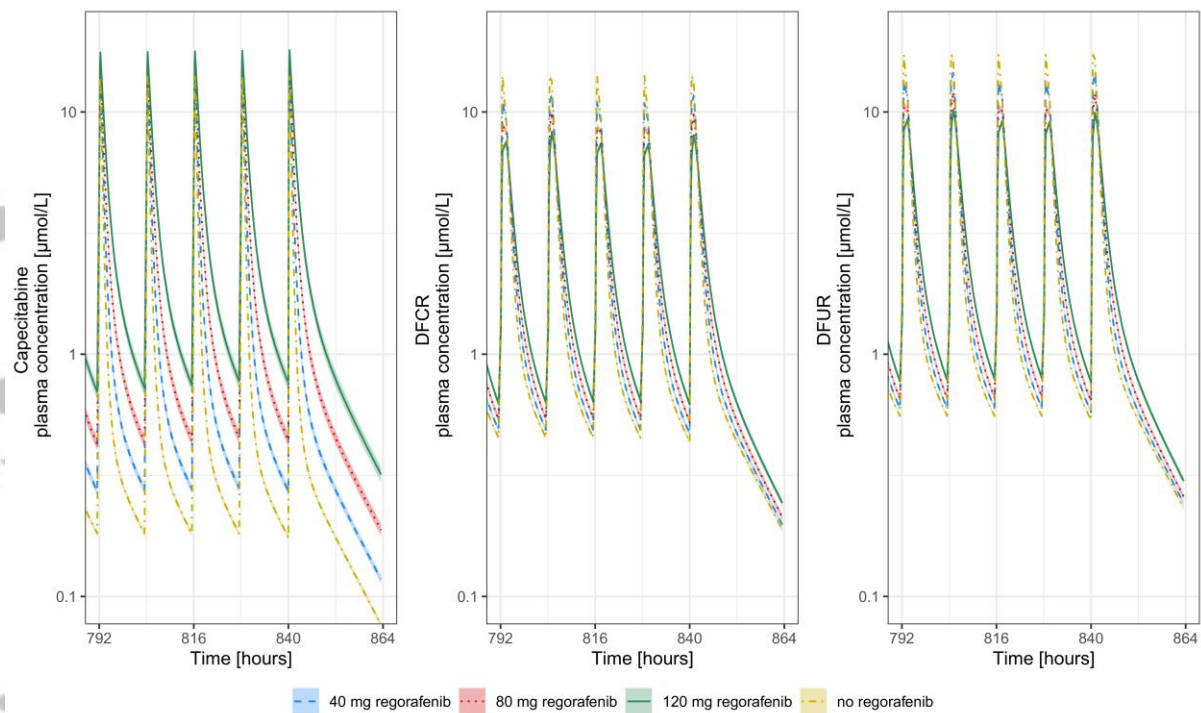 Capecitabine
plasma concentration [µmol/L]
10
1
0.1
792
816
840
864
Time [hours]
DFCR
plasma concentration [µmol/L]
10
1
0.1
792
816
840
864
Time [hours]
DFUR
plasma concentration [µmol/L]
10
1
0.1
792
816
840
864
Time [hours]
40 mg regorafenib
80 mg regorafenib
120 mg regorafenib
no regorafenib